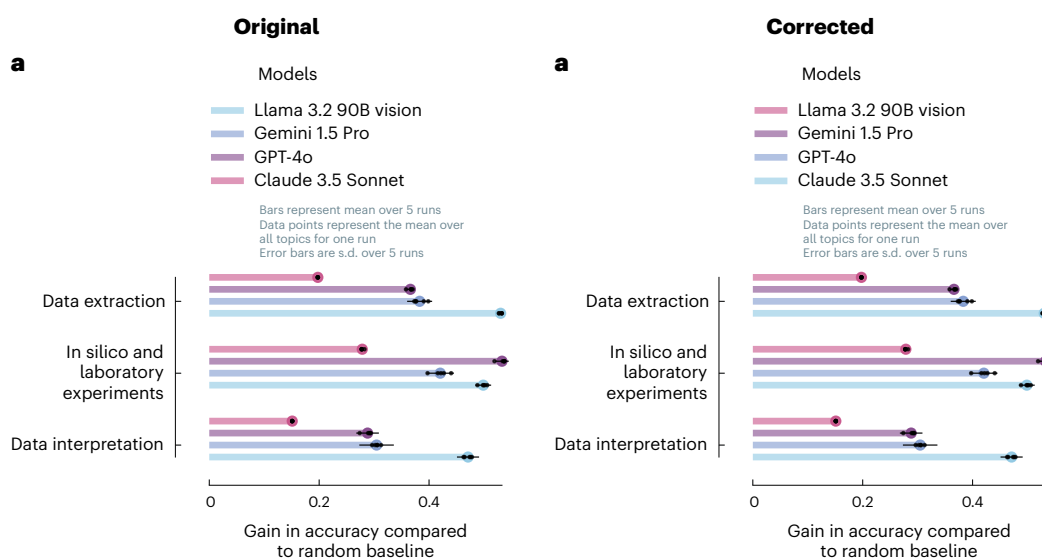 Original
a
Models
Llama 3.2 90B vision
Gemini 1.5 Pro
GPT-4o
Claude 3.5 Sonnet
Bars represent mean over 5 runs
Data points represent the mean over
all topics for one run
Error bars are s.d. over 5 runs
Data extraction
In silico and
laboratory
experiments
Data interpretation
0
0.2
0.4
Gain in accuracy compared
to random baseline
Corrected
a
Models
Llama 3.2 90B vision
Gemini 1.5 Pro
GPT-4o
Claude 3.5 Sonnet
Bars represent mean over 5 runs
Data points represent the mean over
all topics for one run
Error bars are s.d. over 5 runs
Data extraction
In silico and
laboratory
experiments
Data interpretation
0
0.2
0.4
Gain in accuracy compared
to random baseline